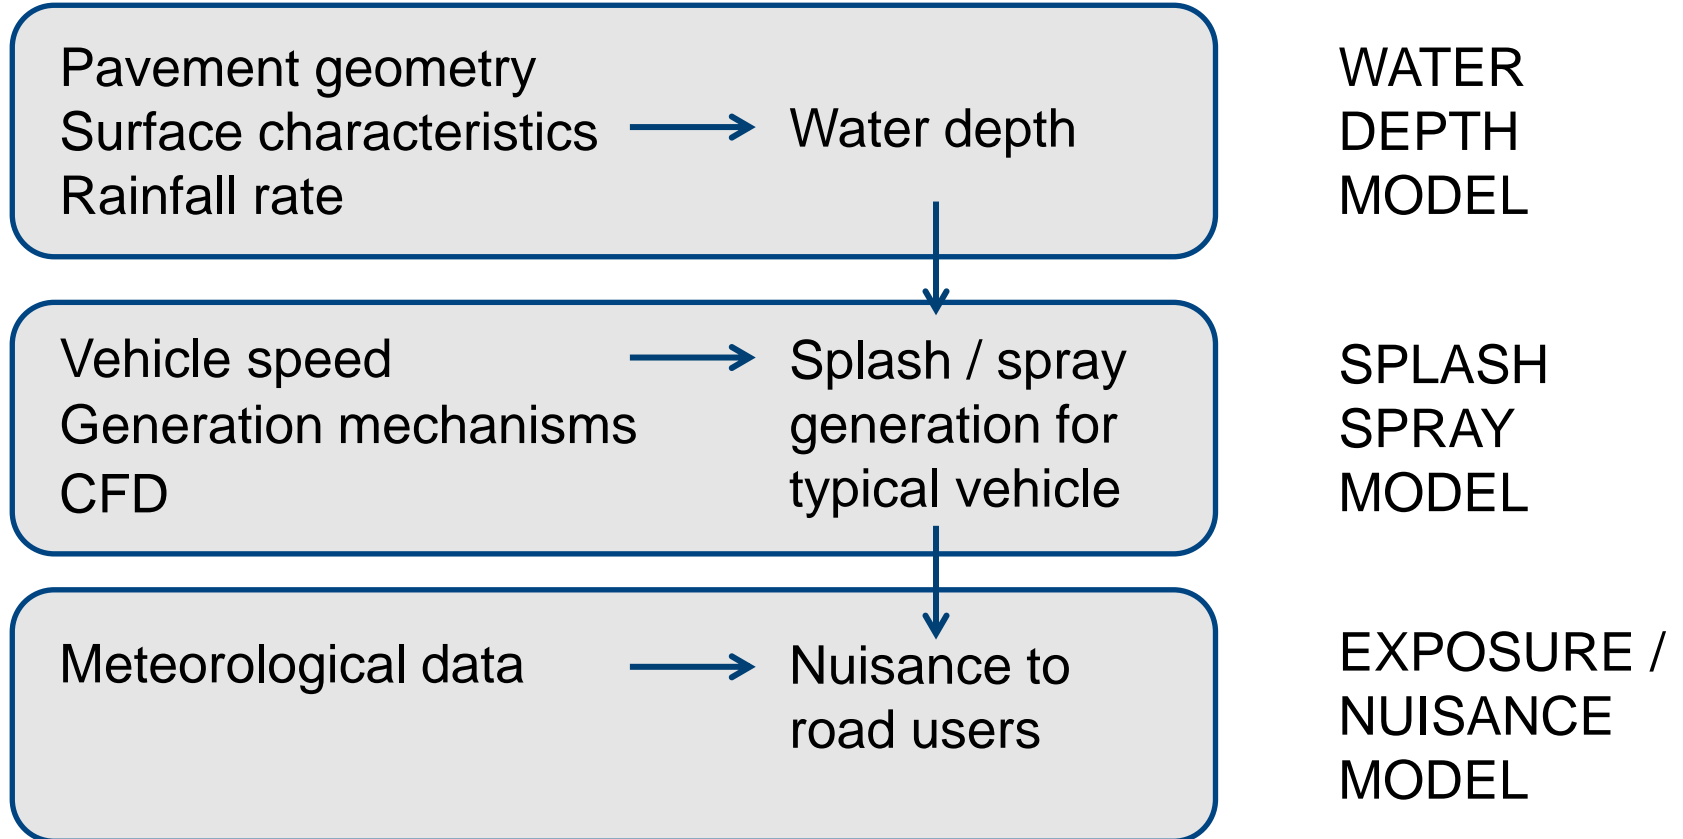 Pavement geometry
Surface characteristics
Rainfall rate
Water depth
WATER
DEPTH
MODEL
Vehicle speed
Generation mechanisms
CFD
Splash / spray
generation for
typical vehicle
SPLASH
SPRAY
MODEL
Meteorological data
Nuisance to
road users
EXPOSURE /
NUISANCE
MODEL